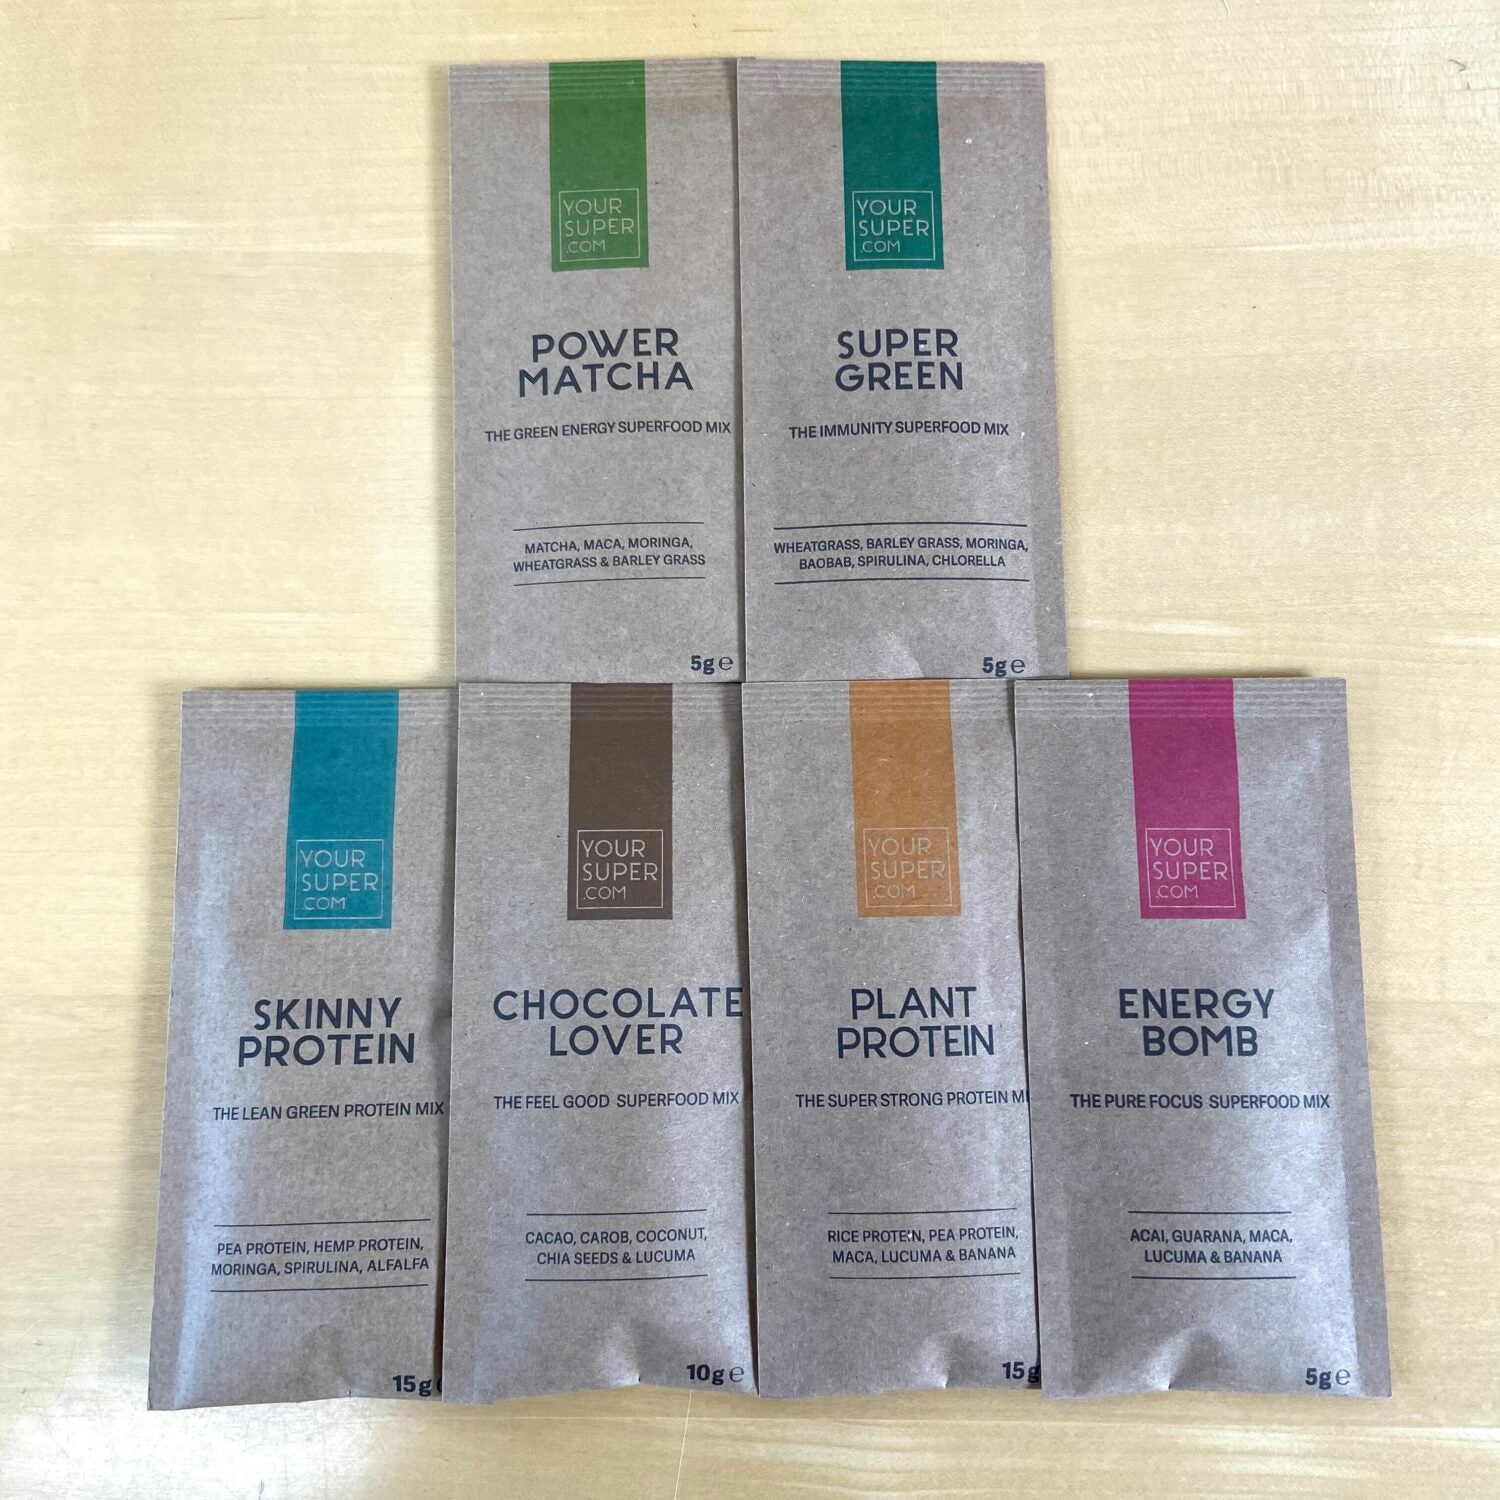 YOUR
SUPER
.COM
POWER
MATCHA
THE GREEN ENERGY SUPERFOOD MIX
MATCHA, MACA, MORINGA,
WHEATGRASS & BARLEY GRASS
5g ℮
YOUR
SUPER
.COM
SUPER
GREEN
THE IMMUNITY SUPERFOOD MIX
WHEATGRASS, BARLEY GRASS, MORINGA,
BAOBAB, SPIRULINA, CHLORELLA
5g ℮
YOUR
SUPER
.COM
SKINNY
PROTEIN
THE LEAN GREEN PROTEIN MIX
PEA PROTEIN, HEMP PROTEIN,
MORINGA, SPIRULINA, ALFALFA
15g
YOUR
SUPER
.COM
CHOCOLATE
LOVER
THE FEEL GOOD SUPERFOOD MIX
CACAO, CAROB, COCONUT,
CHIA SEEDS & LUCUMA
10g ℮
YOUR
SUPER
.COM
PLANT
PROTEIN
THE SUPER STRONG PROTEIN MI
RICE PROTEIN, PEA PROTEIN,
MACA, LUCUMA & BANANA
15g
YOUR
SUPER
.COM
ENERGY
BOMB
THE PURE FOCUS SUPERFOOD MIX
ACAI, GUARANA, MACA,
LUCUMA & BANANA
5g ℮